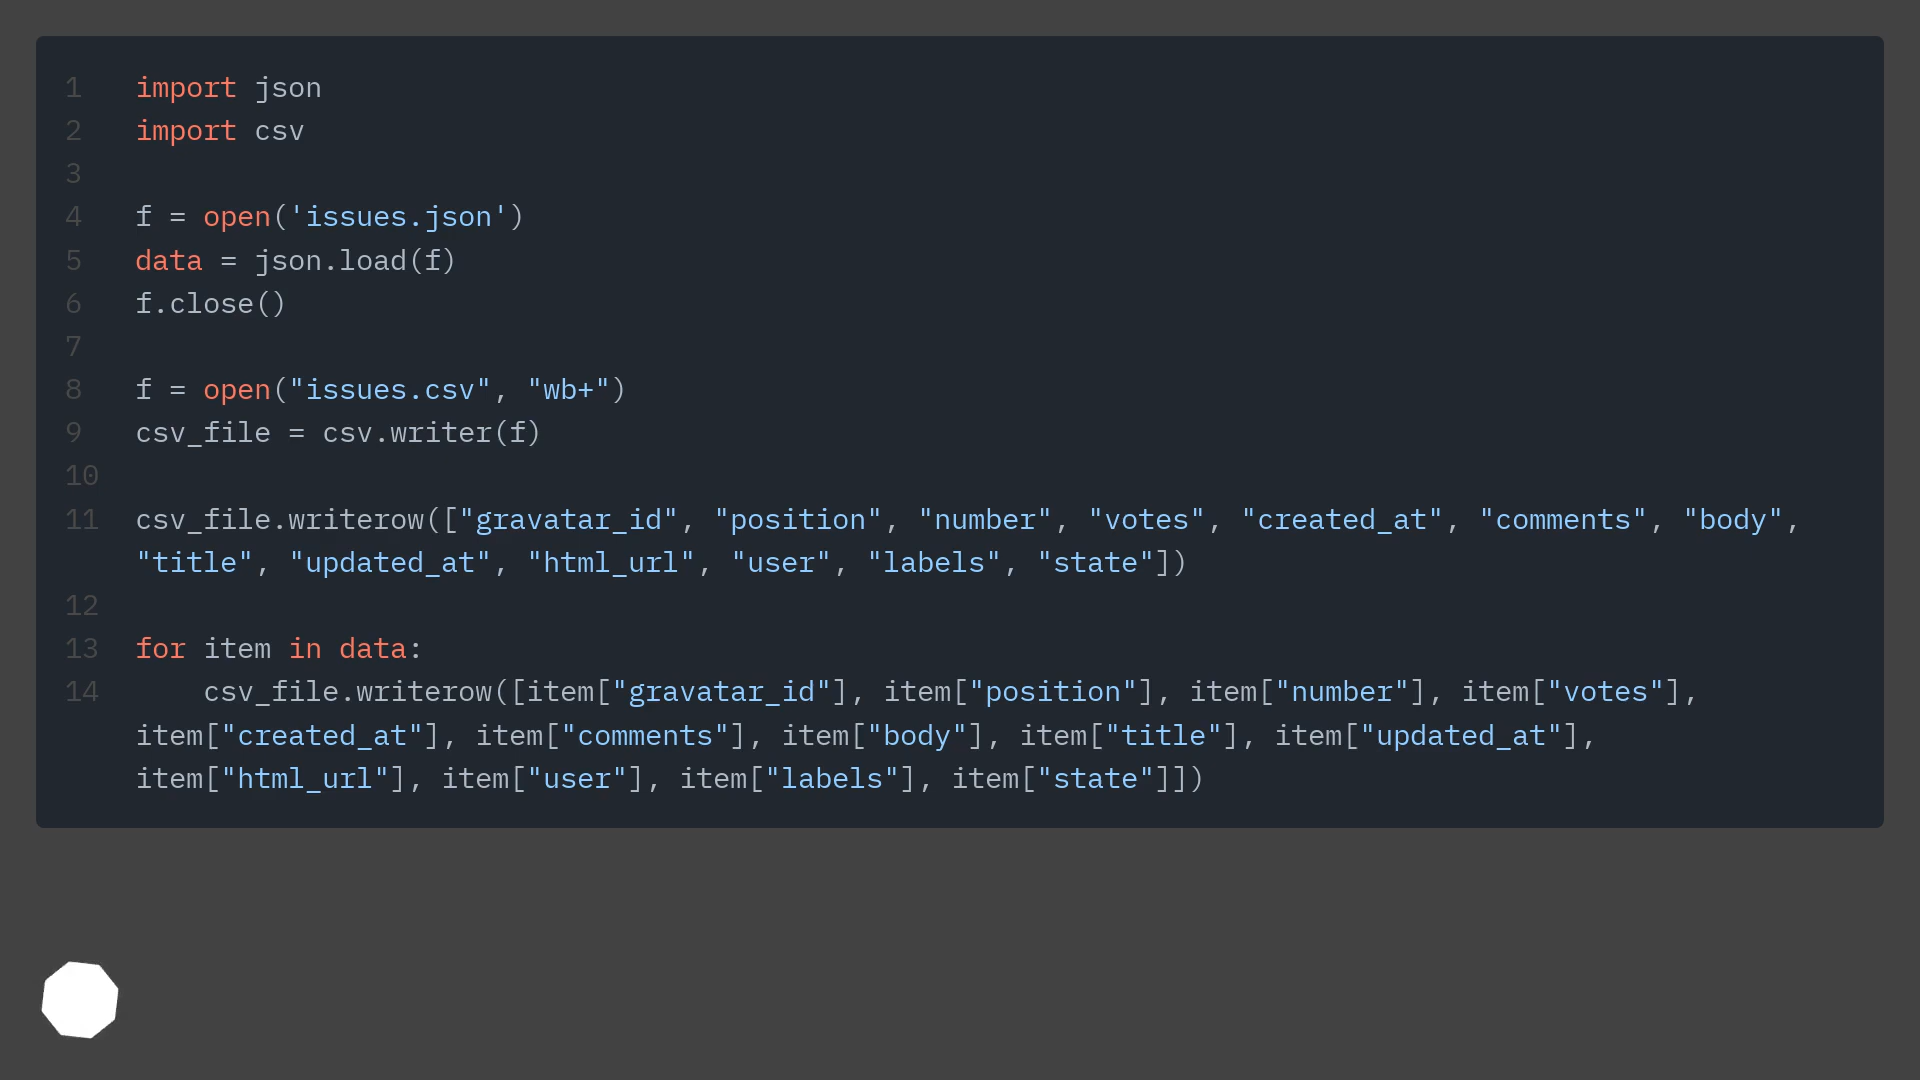 1 import json
2 import csv
3
4 f = open('issues.json')
5 data = json.load(f)
6 f.close()
7
8 f = open("issues.csv", "wb+")
9 csv_file = csv.writer(f)
10
11 csv_file.writerow(["gravatar_id", "position", "number", "votes", "created_at", "comments", "body",
"title", "updated_at", "html_url", "user", "labels", "state"])
12
13 for item in data:
14     csv_file.writerow([item["gravatar_id"], item["position"], item["number"], item["votes"],
item["created_at"], item["comments"], item["body"], item["title"], item["updated_at"],
item["html_url"], item["user"], item["labels"], item["state"]])